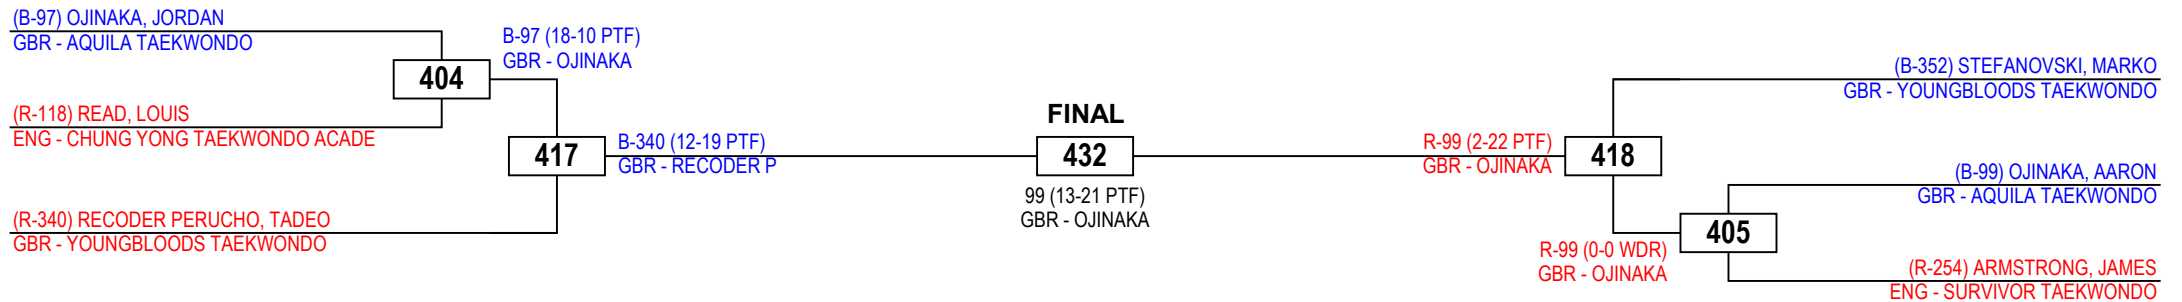 (B-97) OJINAKA, JORDAN
GBR - AQUILA TAEKWONDO
B-97 (18-10 PTF)
GBR - OJINAKA
404
(R-118) READ, LOUIS
ENG - CHUNG YONG TAEKWONDO ACADE
417
B-340 (12-19 PTF)
GBR - RECODER P
(R-340) RECODER PERUCHO, TADEO
GBR - YOUNGBLOODS TAEKWONDO
FINAL
432
99 (13-21 PTF)
GBR - OJINAKA
R-99 (2-22 PTF)
GBR - OJINAKA
418
(B-352) STEFANOVSKI, MARKO
GBR - YOUNGBLOODS TAEKWONDO
(B-99) OJINAKA, AARON
GBR - AQUILA TAEKWONDO
405
R-99 (0-0 WDR)
GBR - OJINAKA
(R-254) ARMSTRONG, JAMES
ENG - SURVIVOR TAEKWONDO